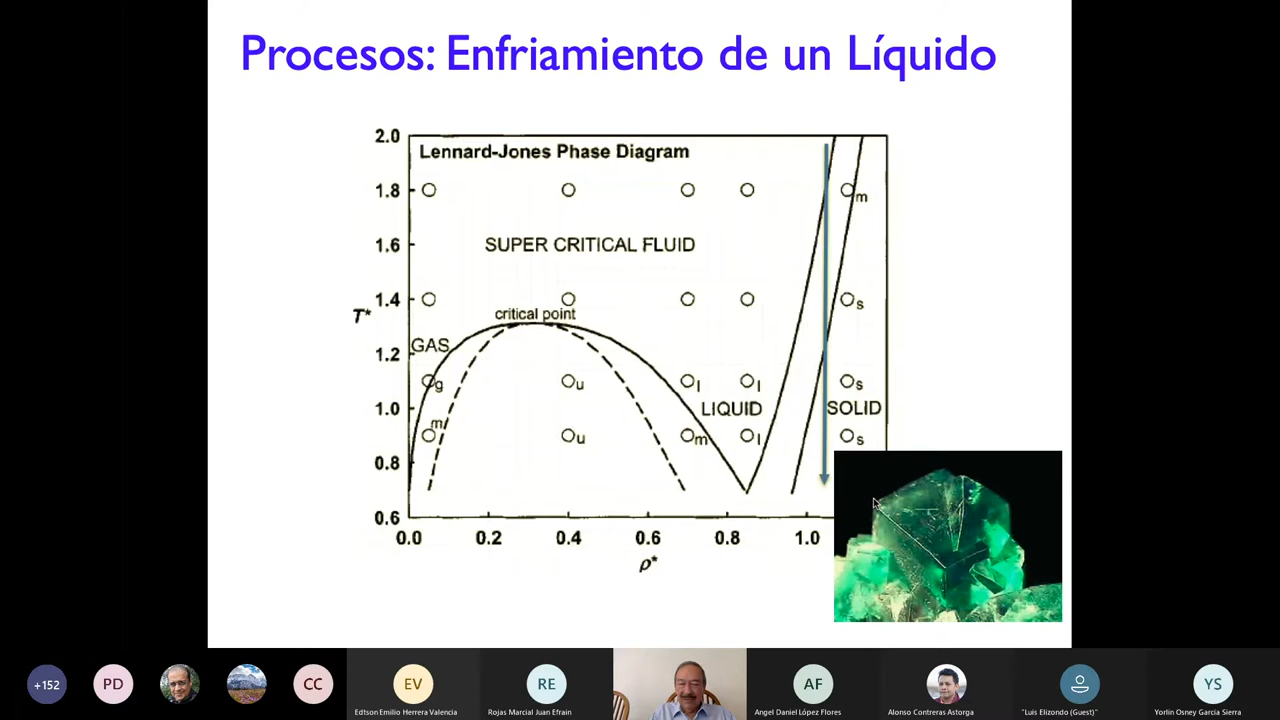 Procesos: Enfriamiento de un Líquido
Lennard-Jones Phase Diagram
2.0
1.8
m
1.6
SUPER CRITICAL FLUID
1.4
s
critical point
T*
GAS
1.2
g
u
l
l
s
1.0
LIQUID
SOLID
m
u
m
l
s
0.8
0.6
0.0 0.2 0.4 0.6 0.8 1.0
ρ*
+152
PD
CC
EV
RE
AF
YS
Edtson Emilio Herrera Valencia
Rojas Marcial Juan Efrain
Angel Daniel López Flores
Alonso Contreras Astorga
"Luis Elizondo (Guest)"
Yorlin Osney Garcia Sierra